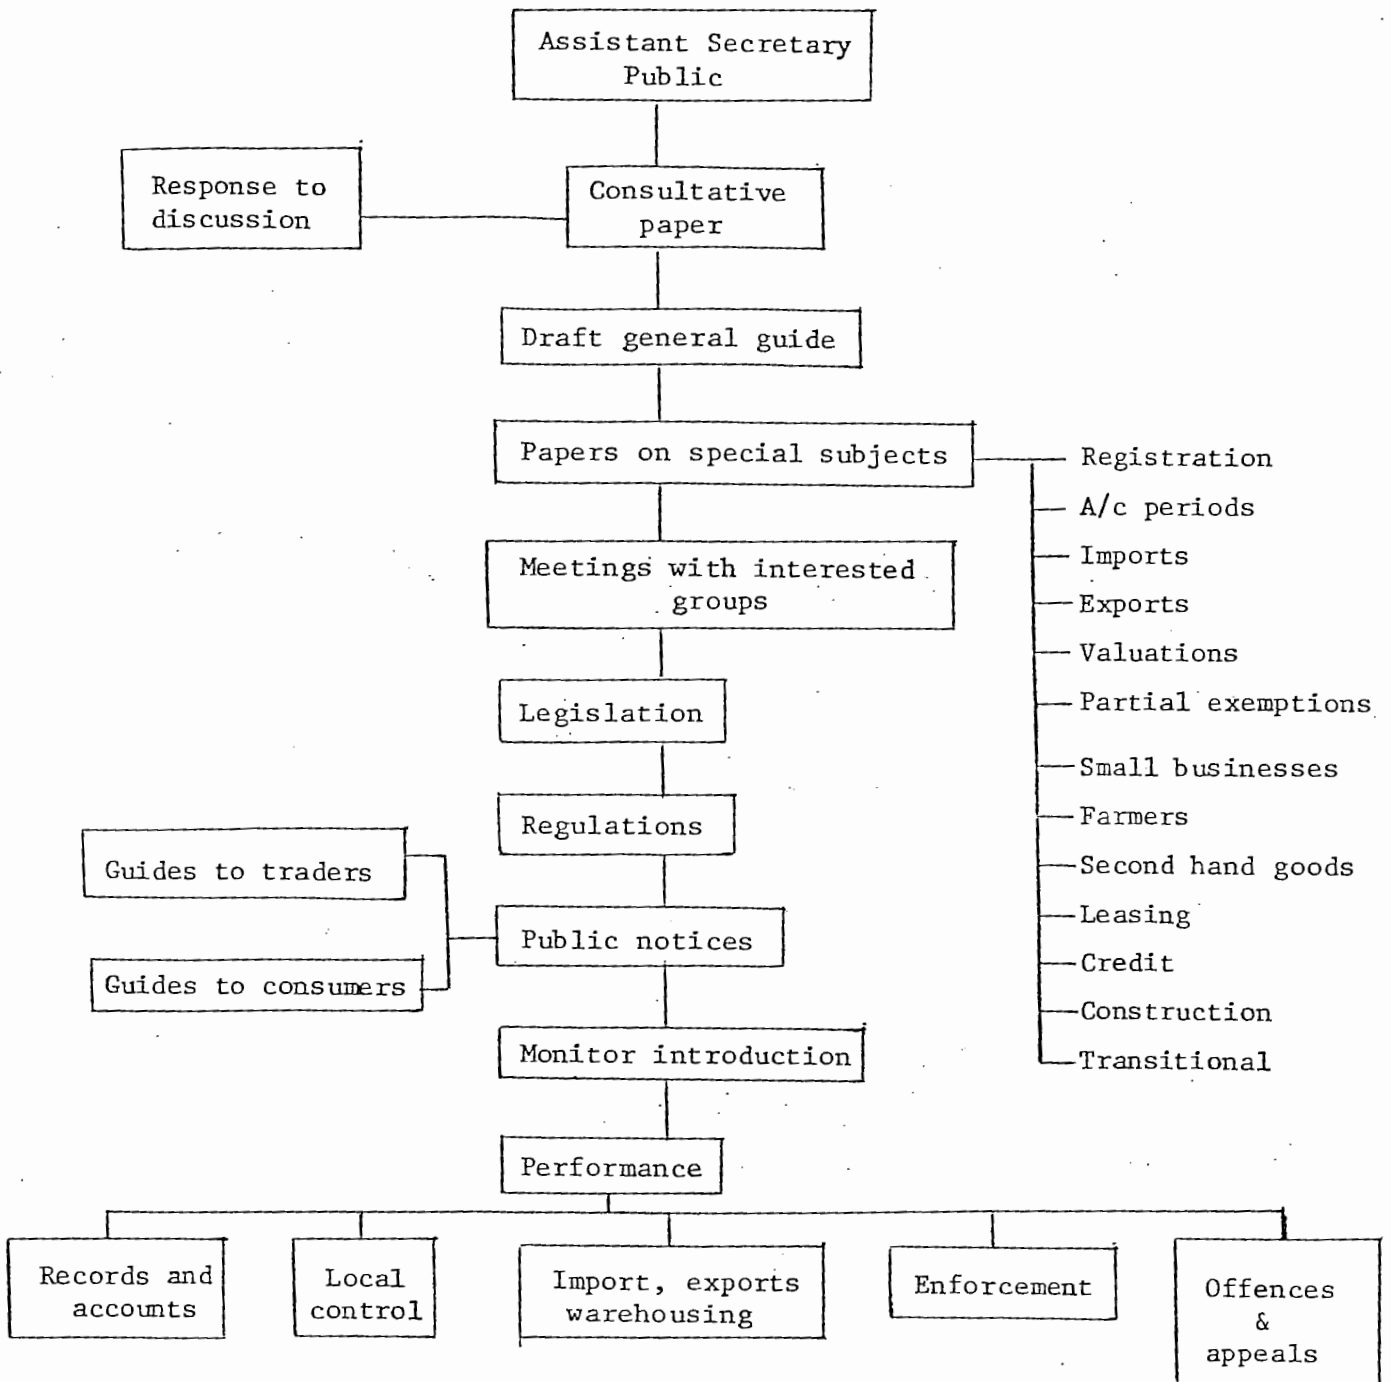 Assistant Secretary
Public
Response to
discussion
Consultative
paper
Draft general guide
Papers on special subjects
Registration
A/c periods
Imports
Exports
Valuations
Partial exemptions
Small businesses
Farmers
Second hand goods
Leasing
Credit
Construction
Transitional
Meetings with interested
groups
Legislation
Regulations
Guides to traders
Guides to consumers
Public notices
Monitor introduction
Performance
Records and
accounts
Local
control
Import, exports
warehousing
Enforcement
Offences
&
appeals